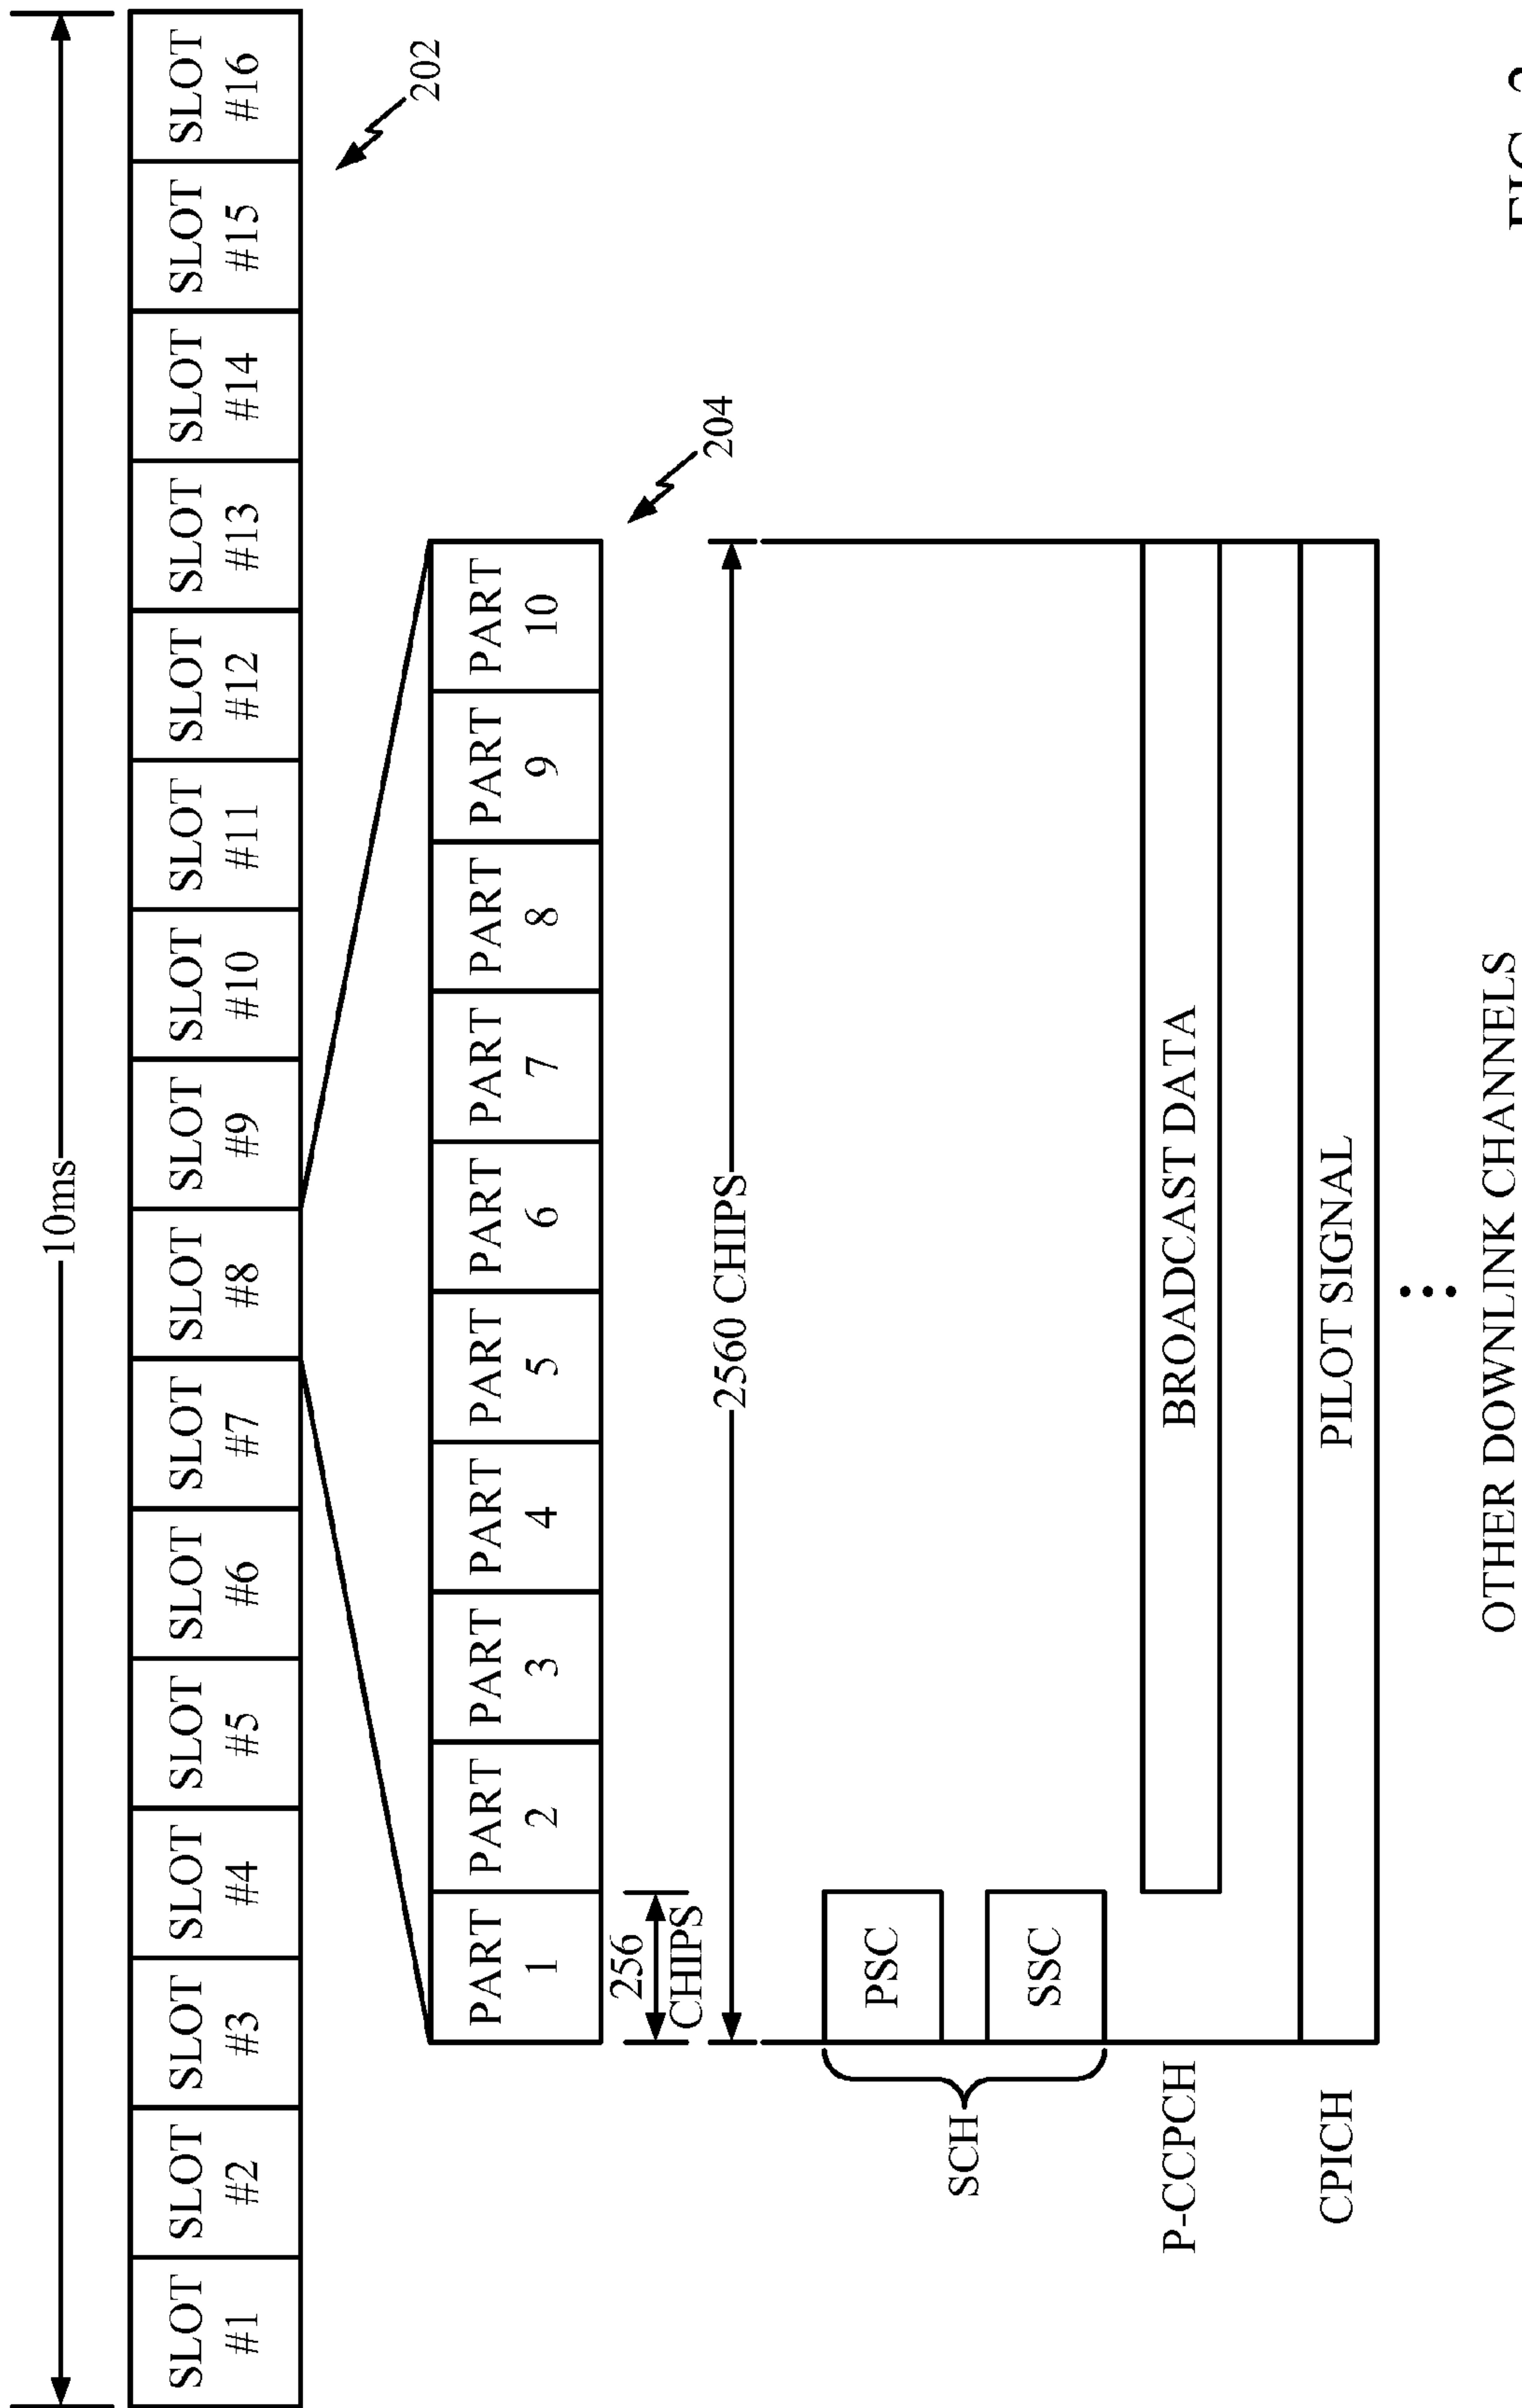 10ms
SLOT #1
SLOT #2
SLOT #3
SLOT #4
SLOT #5
SLOT #6
SLOT #7
SLOT #8
SLOT #9
SLOT #10
SLOT #11
SLOT #12
SLOT #13
SLOT #14
SLOT #15
SLOT #16
202
PART 1
PART 2
PART 3
PART 4
PART 5
PART 6
PART 7
PART 8
PART 9
PART 10
204
256 CHIPS
2560 CHIPS
SCH
PSC
SSC
P-CCPCH
BROADCAST DATA
CPICH
PILOT SIGNAL
OTHER DOWNLINK CHANNELS